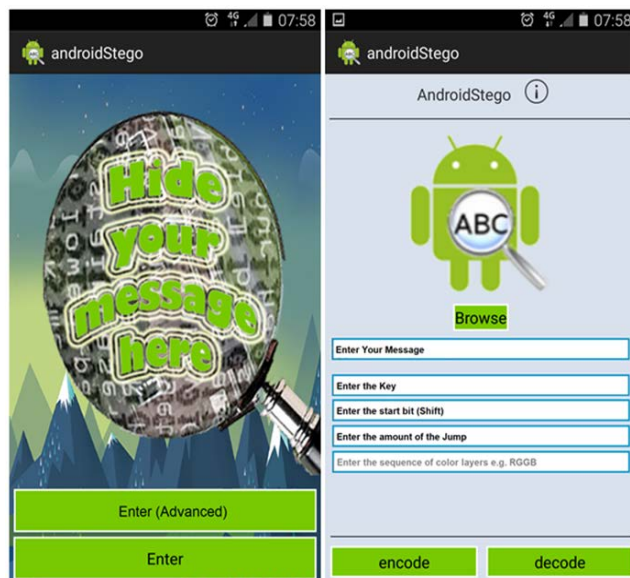 4G 07:58
androidStego
Hide
your
message
here
Enter (Advanced)
Enter
4G 07:58
androidStego
AndroidStego i
ABC
Browse
Enter Your Message
Enter the Key
Enter the start bit (Shift)
Enter the amount of the Jump
Enter the sequence of color layers e.g. RGGB
encode decode